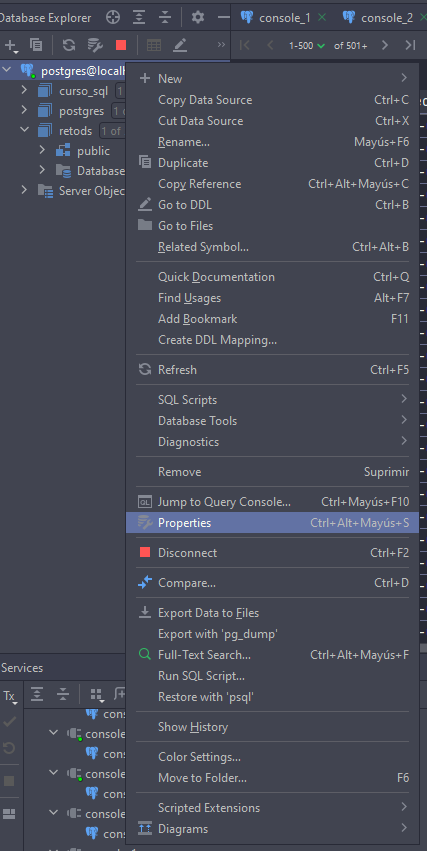 Database Explorer
console_1
console_2
1-500
of 501+
postgres@localh
curso_sql 1
postgres 1 of
retods 1 of
public
Database
Server Objec
New
Copy Data Source Ctrl+C
Cut Data Source Ctrl+X
Rename... Mayús+F6
Duplicate Ctrl+D
Copy Reference Ctrl+Alt+Mayús+C
Go to DDL Ctrl+B
Go to Files
Related Symbol... Ctrl+Alt+B
Quick Documentation Ctrl+Q
Find Usages Alt+F7
Add Bookmark F11
Create DDL Mapping...
Refresh Ctrl+F5
SQL Scripts
Database Tools
Diagnostics
Remove Suprimir
QL Jump to Query Console... Ctrl+Mayús+F10
Properties Ctrl+Alt+Mayús+S
Disconnect Ctrl+F2
Compare... Ctrl+D
Export Data to Files
Export with 'pg_dump'
Full-Text Search... Ctrl+Alt+Mayús+F
Run SQL Script...
Restore with 'psql'
Show History
Color Settings...
Move to Folder... F6
Scripted Extensions
Diagrams
Services
Tx
cons
console
cons
console
cons
console
cons